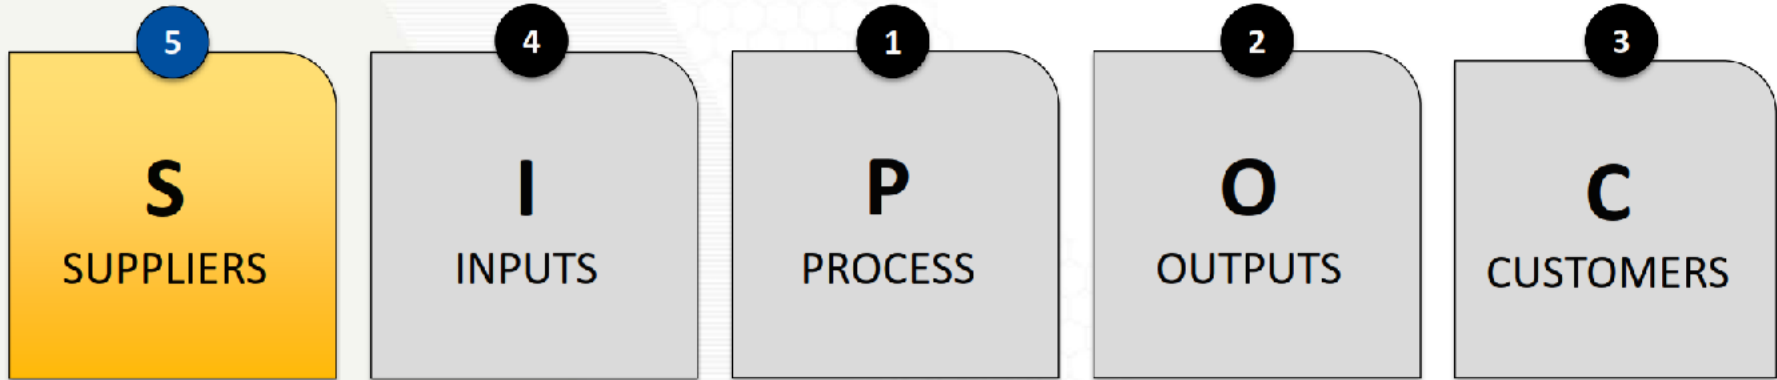 5
S
SUPPLIERS
4
I
INPUTS
1
P
PROCESS
2
O
OUTPUTS
3
C
CUSTOMERS